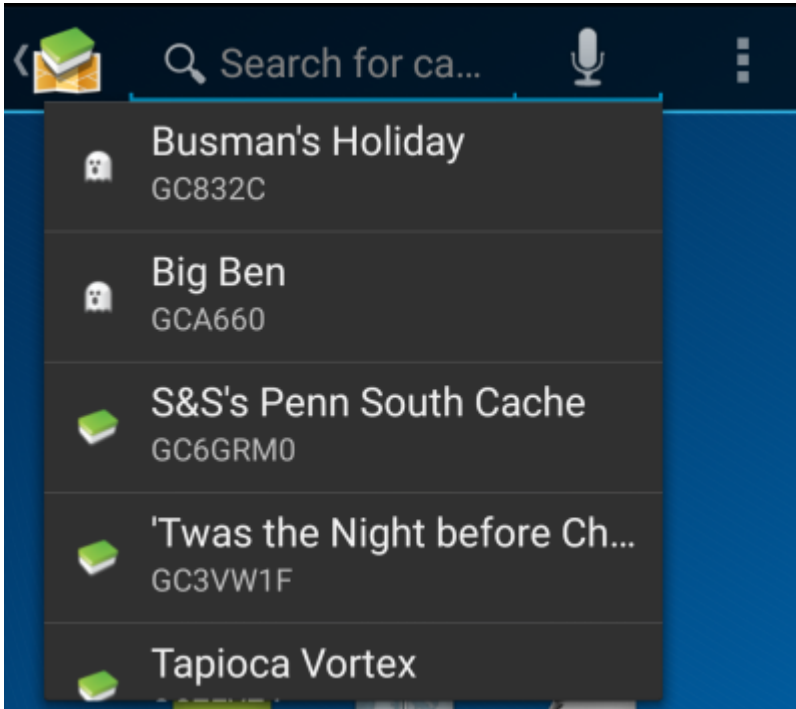 Search for ca...
Busman's Holiday
GC832C
Big Ben
GCA660
S&S's Penn South Cache
GC6GRM0
'Twas the Night before Ch...
GC3VW1F
Tapioca Vortex